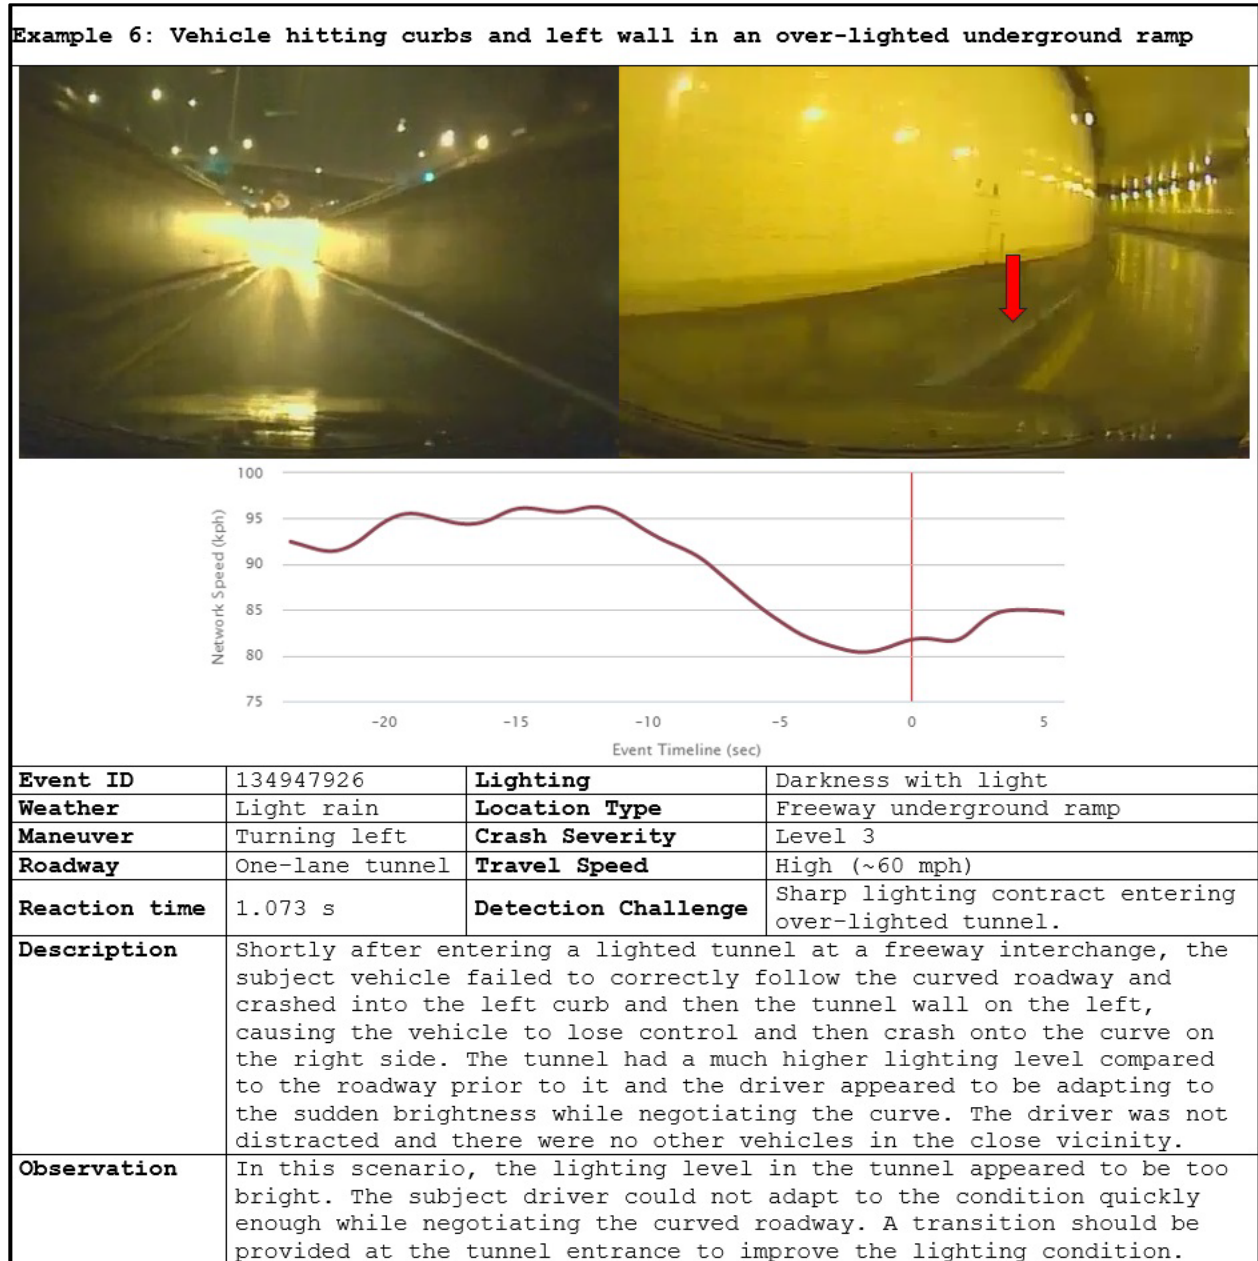 Example 6: Vehicle hitting curbs and left wall in an over-lighted underground ramp
100
95
90
85
80
75
Network Speed (kph)
-20 -15 -10 -5 0 5
Event Timeline (sec)
Event ID 134947926 Lighting Darkness with light
Weather Light rain Location Type Freeway underground ramp
Maneuver Turning left Crash Severity Level 3
Roadway One-lane tunnel Travel Speed High (~60 mph)
Reaction time 1.073 s Detection Challenge Sharp lighting contract entering
over-lighted tunnel.
Description Shortly after entering a lighted tunnel at a freeway interchange, the
subject vehicle failed to correctly follow the curved roadway and
crashed into the left curb and then the tunnel wall on the left,
causing the vehicle to lose control and then crash onto the curve on
the right side. The tunnel had a much higher lighting level compared
to the roadway prior to it and the driver appeared to be adapting to
the sudden brightness while negotiating the curve. The driver was not
distracted and there were no other vehicles in the close vicinity.
Observation In this scenario, the lighting level in the tunnel appeared to be too
bright. The subject driver could not adapt to the condition quickly
enough while negotiating the curved roadway. A transition should be
provided at the tunnel entrance to improve the lighting condition.